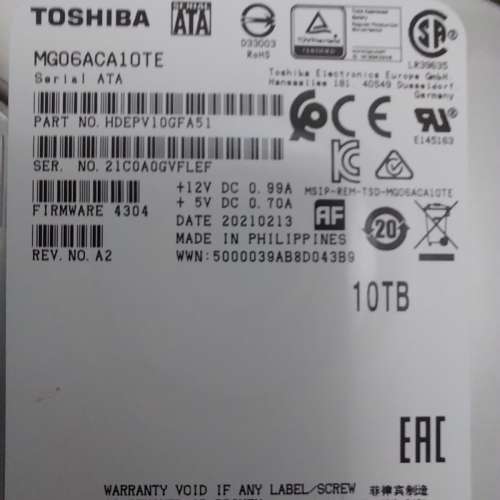 TOSHIBA
SERIAL
SATA
MG06ACA10TE
Serial ATA
D33003
RoHS
LR39635
Toshiba Electronics Europe GmbH.
Hansaallee 181, 40549 Duesseldorf
Germany
PART NO. HDEPV10GFA51
E145163
SER. NO. 21C0A0GVFLEF
MSIP-REM-TSD-MG06ACA10TE
+12V DC 0.99A
+ 5V DC 0.70A
FIRMWARE 4304
DATE 20210213
AF
20
MADE IN PHILIPPINES
REV. NO. A2
WWN:5000039AB8D043B9
10TB
EAC
WARRANTY VOID IF ANY LABEL/SCREW 菲律宾制造